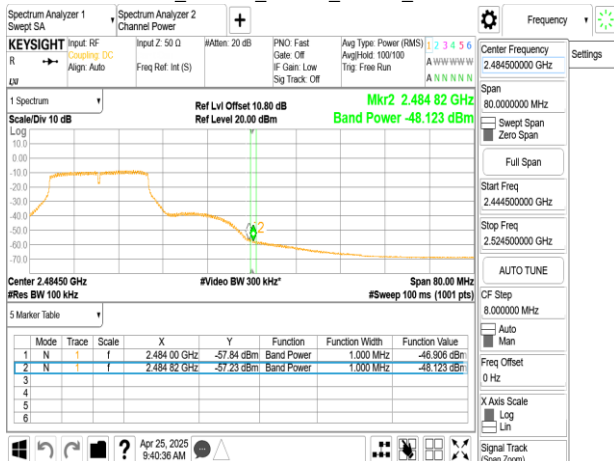 Spectrum Analyzer 1
Swept SA
Spectrum Analyzer 2
Channel Power
+
Frequency
KEYSIGHT
R
Input: RF
Coupling: DC
Align: Auto
Input Z: 50 Ω
Freq Ref: Int (S)
#Atten: 20 dB
PNO: Fast
Gate: Off
IF Gain: Low
Sig Track: Off
Avg Type: Power (RMS)
Avg|Hold: 100/100
Trig: Free Run
1 2 3 4 5 6
A W W W W W
A N N N N N
1 Spectrum
Scale/Div 10 dB
Ref Lvl Offset 10.80 dB
Ref Level 20.00 dBm
Mkr2 2.484 82 GHz
Band Power -48.123 dBm
Log
10.0
0.00
-10.0
-20.0
-30.0
-40.0
-50.0
-60.0
-70.0
2
Center 2.48450 GHz
#Res BW 100 kHz
#Video BW 300 kHz*
Span 80.00 MHz
#Sweep 100 ms (1001 pts)
5 Marker Table
Mode Trace Scale X Y Function Function Width Function Value
1 N 1 f 2.484 00 GHz -57.84 dBm Band Power 1.000 MHz -46.906 dBm
2 N 1 f 2.484 82 GHz -57.23 dBm Band Power 1.000 MHz -48.123 dBm
3
4
5
6
?
Apr 25, 2025
9:40:36 AM
Center Frequency
2.484500000 GHz
Settings
Span
80.0000000 MHz
Swept Span
Zero Span
Full Span
Start Freq
2.444500000 GHz
Stop Freq
2.524500000 GHz
AUTO TUNE
CF Step
8.000000 MHz
Auto
Man
Freq Offset
0 Hz
X Axis Scale
Log
Lin
Signal Track
(Span Zoom)